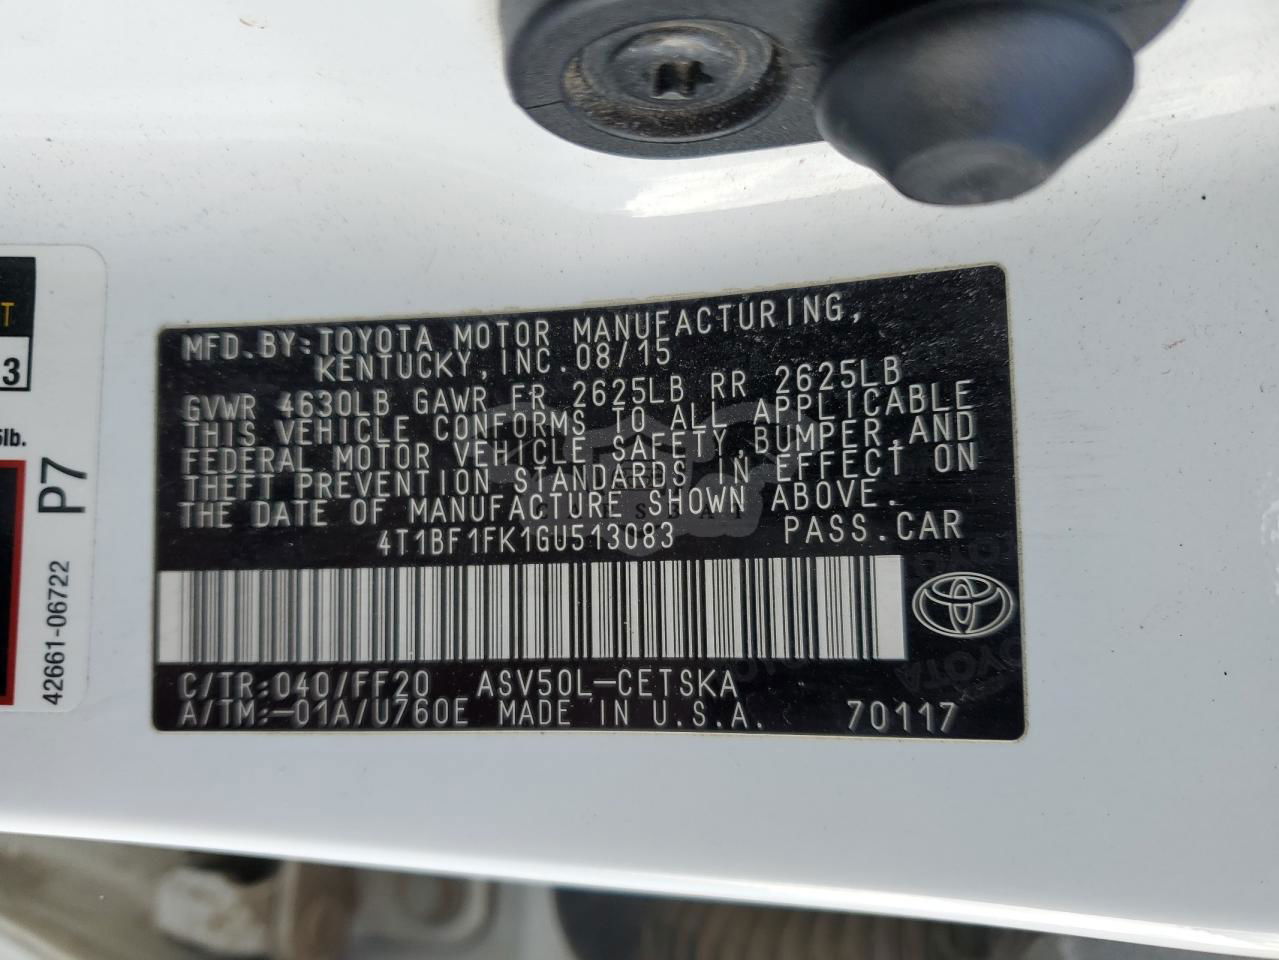 MFD.BY:TOYOTA MOTOR MANUFACTURING,
KENTUCKY, INC. 08/15
GVWR 4630LB GAWR FR 2625LB RR 2625LB
THIS VEHICLE CONFORMS TO ALL APPLICABLE
FEDERAL MOTOR VEHICLE SAFETY,BUMPER,AND
THEFT PREVENTION STANDARDS IN EFFECT ON
THE DATE OF MANUFACTURE SHOWN ABOVE.
4T1BF1FK1GU513083 PASS.CAR
C/TR:040/FF20 ASV50L-CETSKA
A/TM:-01A/U760E MADE IN U.S.A. 70117
T
3
lb.
P7
42661-06722